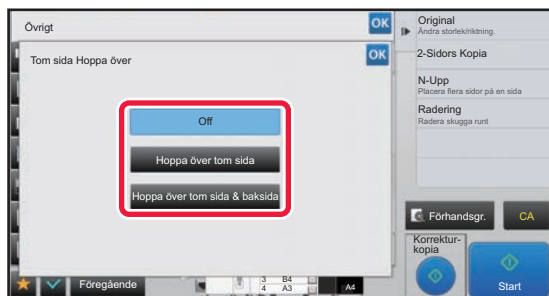 Övrigt
OK
Tom sida Hoppa över
OK
Off
Hoppa över tom sida
Hoppa över tom sida & baksida
Föregående
3 B4
4 A3
A4
Original
Ändra storlek/riktning.
2-Sidors Kopia
N-Upp
Placera flera sidor på en sida
Radering
Radera skugga runt
Förhandsgr.
CA
Korrektur-
kopia
Start